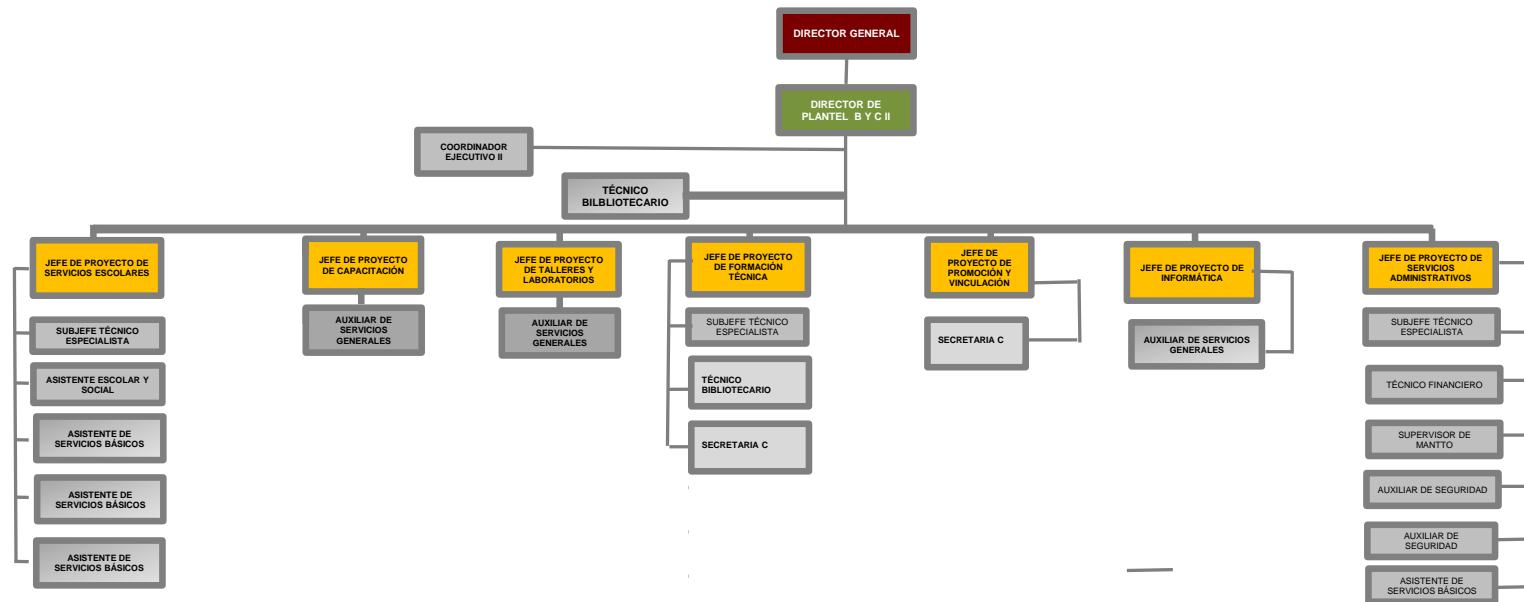 DIRECTOR GENERAL
DIRECTOR DE
PLANTEL B Y C II
COORDINADOR
EJECUTIVO II
TÉCNICO
BILBLIOTECARIO
JEFE DE PROYECTO DE
SERVICIOS ESCOLARES
SUBJEFE TÉCNICO
ESPECIALISTA
ASISTENTE ESCOLAR Y
SOCIAL
ASISTENTE DE
SERVICIOS BÁSICOS
ASISTENTE DE
SERVICIOS BÁSICOS
ASISTENTE DE
SERVICIOS BÁSICOS
JEFE DE PROYECTO
DE CAPACITACIÓN
AUXILIAR DE
SERVICIOS
GENERALES
JEFE DE PROYECTO
DE TALLERES Y
LABORATORIOS
AUXILIAR DE
SERVICIOS
GENERALES
JEFE DE PROYECTO
DE FORMACIÓN
TÉCNICA
SUBJEFE TÉCNICO
ESPECIALISTA
TÉCNICO
BIBLIOTECARIO
SECRETARIA C
JEFE DE
PROYECTO DE
PROMOCIÓN Y
VINCULACIÓN
SECRETARIA C
JEFE DE PROYECTO DE
INFORMÁTICA
AUXILIAR DE SERVICIOS
GENERALES
JEFE DE PROYECTO DE
SERVICIOS
ADMINISTRATIVOS
SUBJEFE TÉCNICO
ESPECIALISTA
TÉCNICO FINANCIERO
SUPERVISOR DE
MANTTO
AUXILIAR DE SEGURIDAD
AUXILIAR DE
SEGURIDAD
ASISTENTE DE
SERVICIOS BÁSICOS